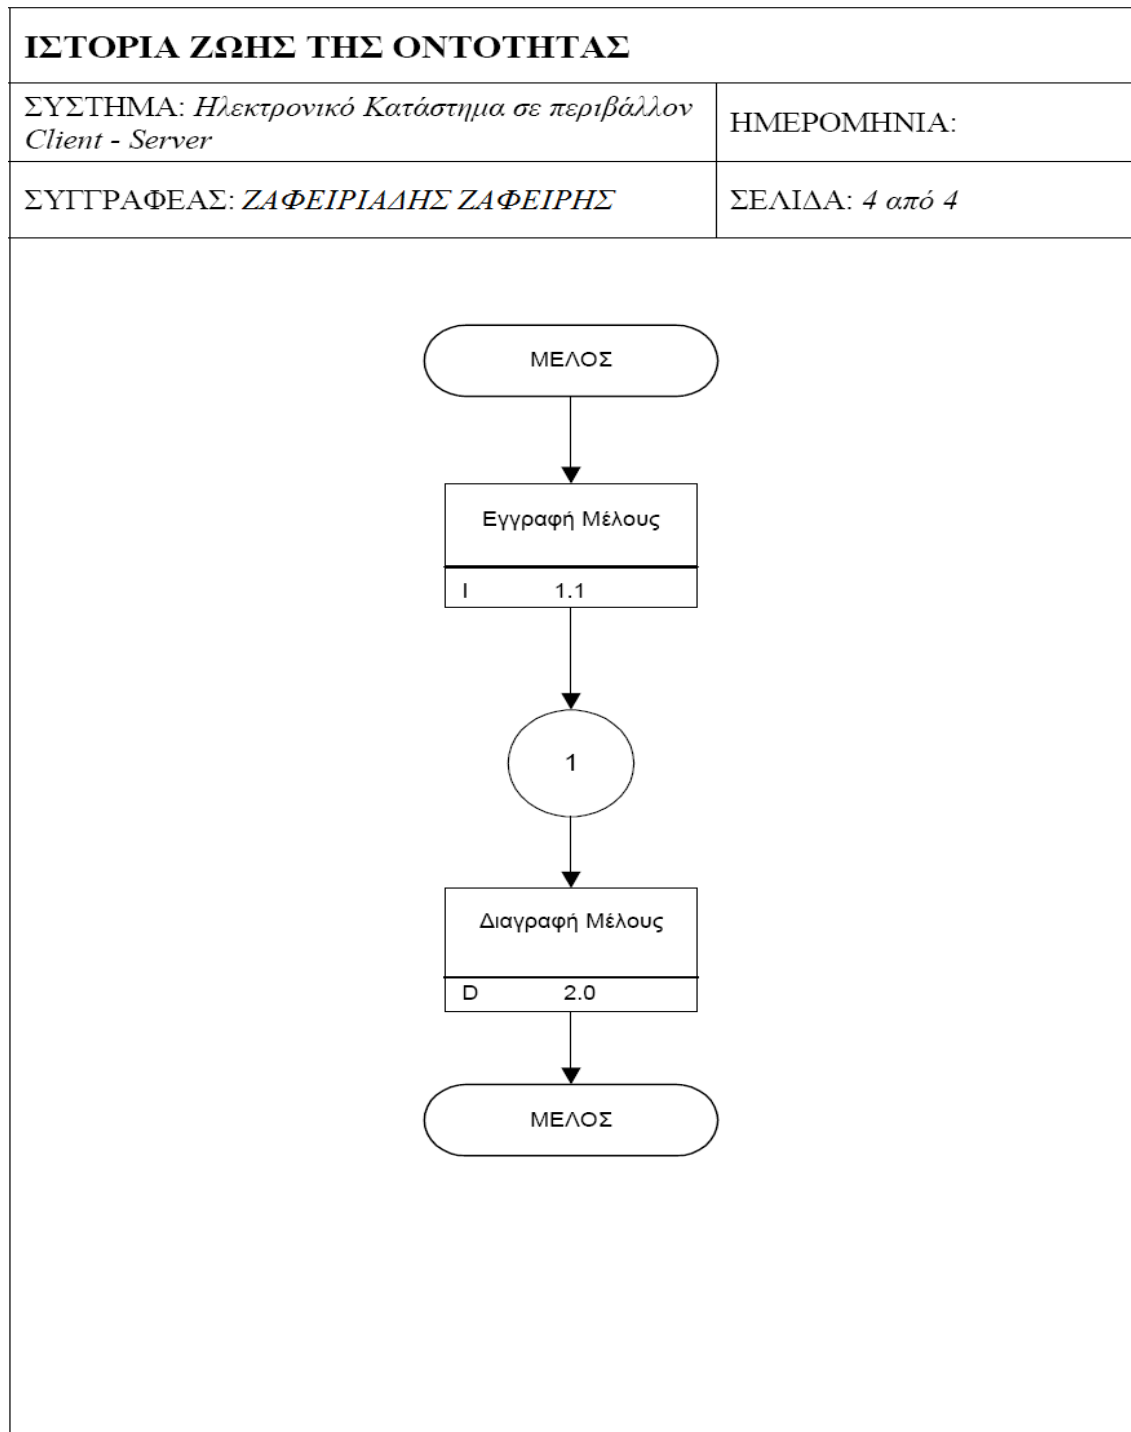 ΙΣΤΟΡΙΑ ΖΩΗΣ ΤΗΣ ΟΝΤΟΤΗΤΑΣ
ΣΥΣΤΗΜΑ: Ηλεκτρονικό Κατάστημα σε περιβάλλον
Client - Server
ΗΜΕΡΟΜΗΝΙΑ:
ΣΥΓΓΡΑΦΕΑΣ: ΖΑΦΕΙΡΙΑΔΗΣ ΖΑΦΕΙΡΗΣ
ΣΕΛΙΔΑ: 4 από 4
ΜΕΛΟΣ
Εγγραφή Μέλους
I 1.1
1
Διαγραφή Μέλους
D 2.0
ΜΕΛΟΣ